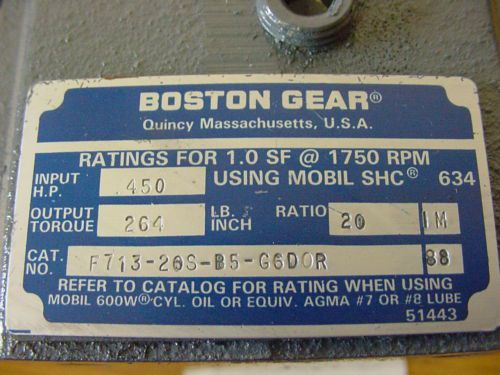 BOSTON GEAR®
Quincy Massachusetts, U.S.A.
RATINGS FOR 1.0 SF @ 1750 RPM
INPUT H.P. .450 USING MOBIL SHC® 634
OUTPUT TORQUE 264 LB. INCH RATIO 20 1M
CAT. NO. F713-20S-B5-G6DOR 88
REFER TO CATALOG FOR RATING WHEN USING
MOBIL 600W® CYL. OIL OR EQUIV. AGMA #7 OR #8 LUBE
51443